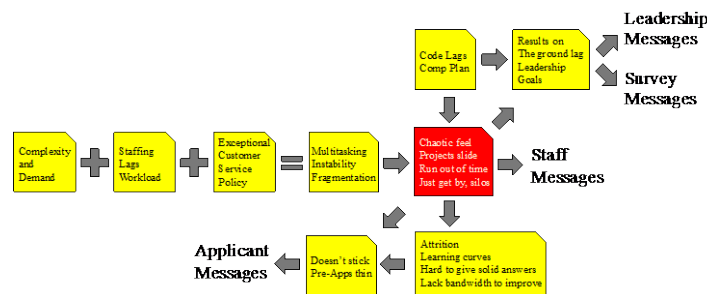 Leadership
Messages
Code Lags
Comp Plan
Results on
The ground lag
Leadership
Goals
Survey
Messages
Complexity
and
Demand
Staffing
Lags
Workload
Exceptional
Customer
Service
Policy
Multitasking
Instability
Fragmentation
Chaotic feel
Projects slide
Run out of time
Just get by, silos
Staff
Messages
Applicant
Messages
Doesn't stick
Pre-Apps thin
Attrition
Learning curves
Hard to give solid answers
Lack bandwidth to improve